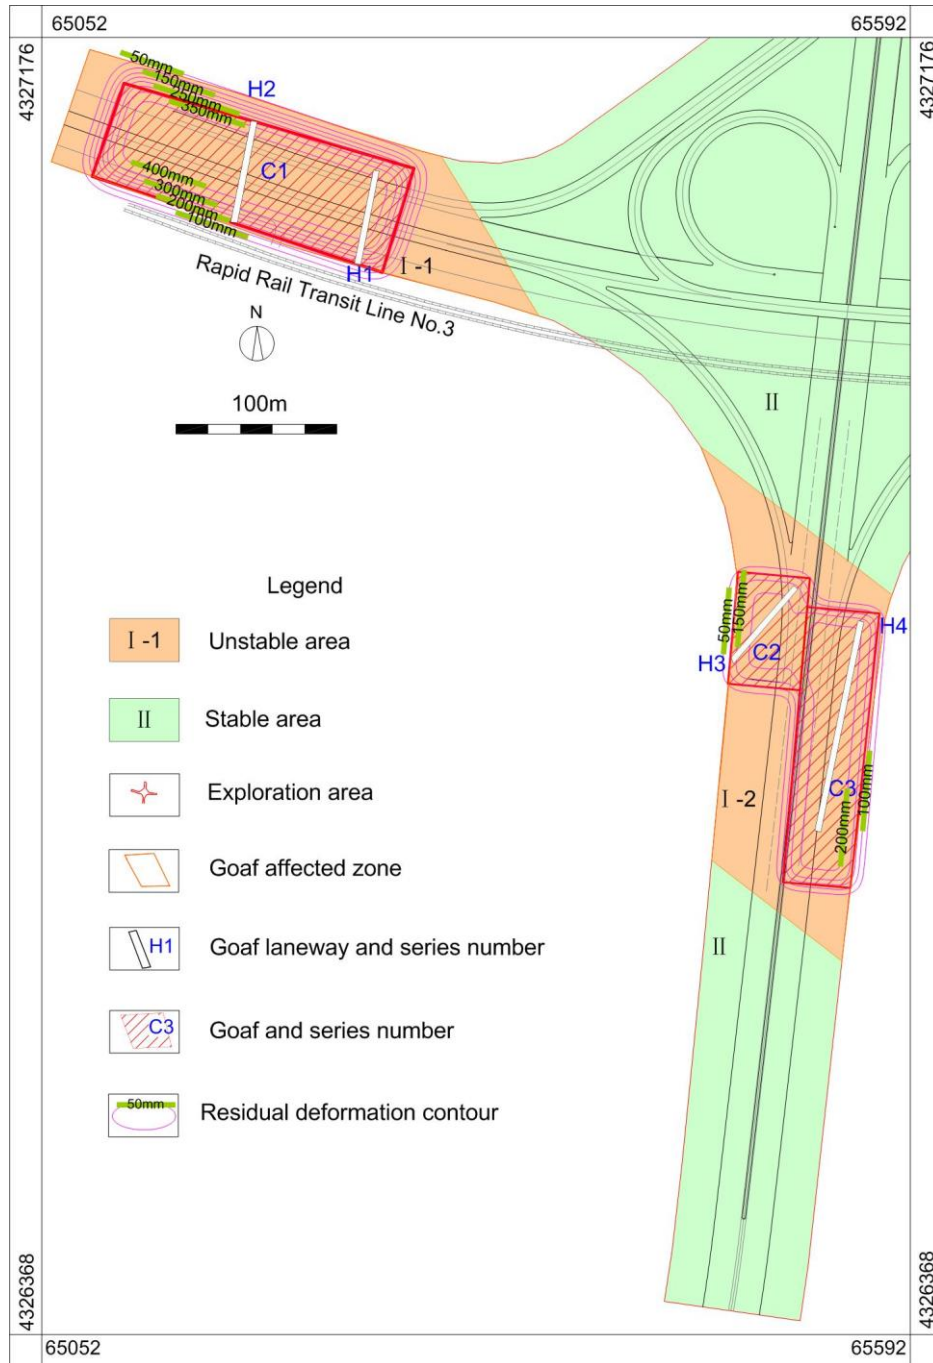 65052
65592
4327176
4327176
50mm
150mm
250mm
350mm
H2
C1
400mm
300mm
200mm
100mm
H1
Ⅰ-1
Rapid Rail Transit Line No.3
N
100m
Ⅱ
50mm
150mm
H3
C2
H4
C3
100mm
200mm
Ⅰ-2
Ⅱ
Legend
Ⅰ-1 Unstable area
Ⅱ Stable area
Exploration area
Goaf affected zone
H1 Goaf laneway and series number
C3 Goaf and series number
50mm Residual deformation contour
4326368
4326368
65052
65592